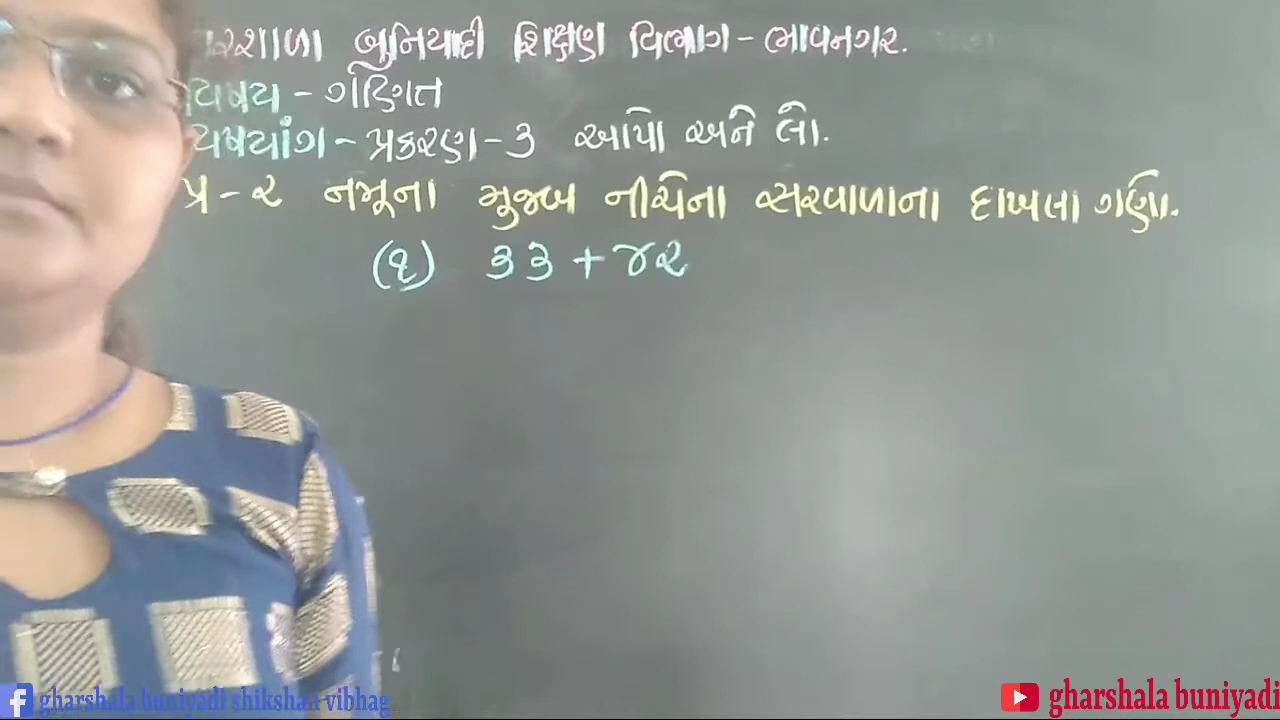 ઘરશાળા બુનિયાદી શિક્ષણ વિભાગ - ભાવનગર.
વિષય - ગણિત
વિષયાંગ - પ્રકરણ - ૩ આપો અને લો.
પ્ર - ૨ નમૂના મુજબ નીચેના સરવાળાના દાખલા ગણો.
(૧) ૩૩ + ૪૨
gharshala buniyadi shikshan vibhag
gharshala buniyadi